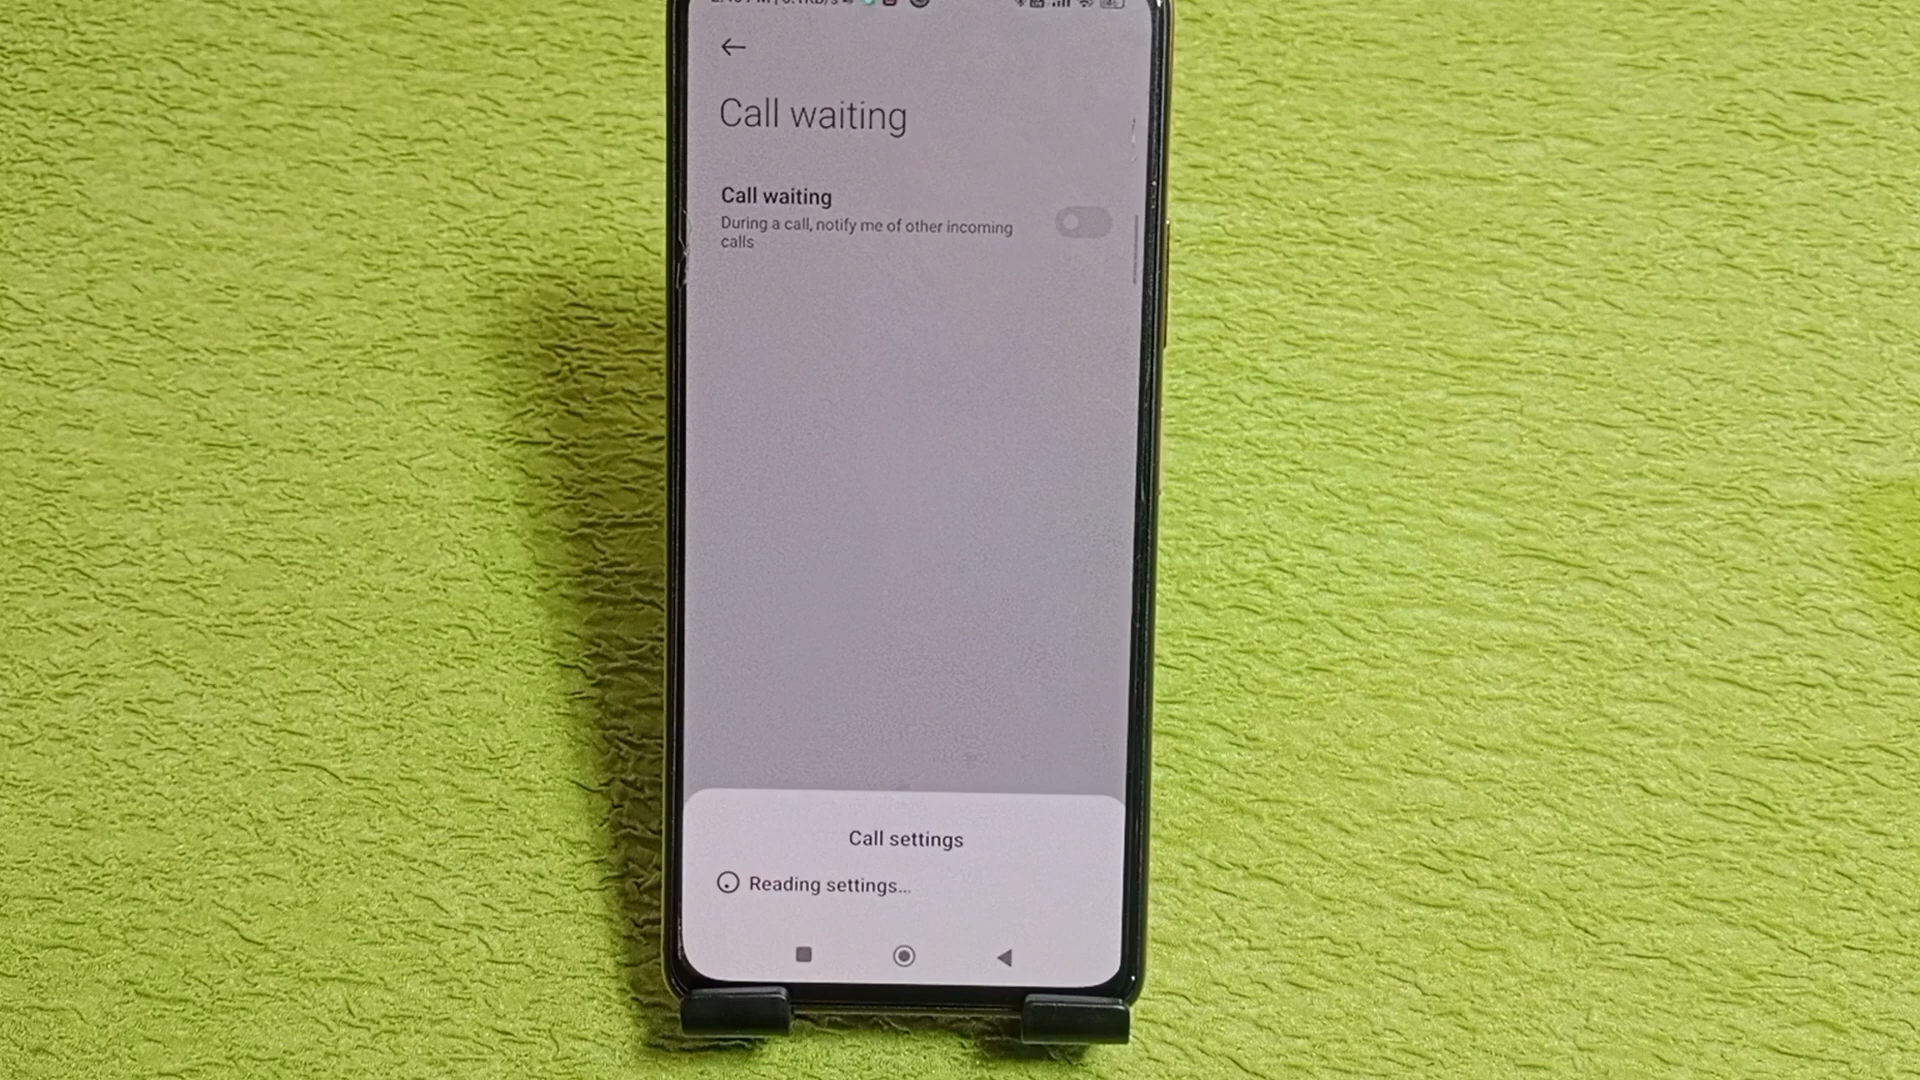 Call waiting
Call waiting
During a call, notify me of other incoming
calls
Call settings
Reading settings...